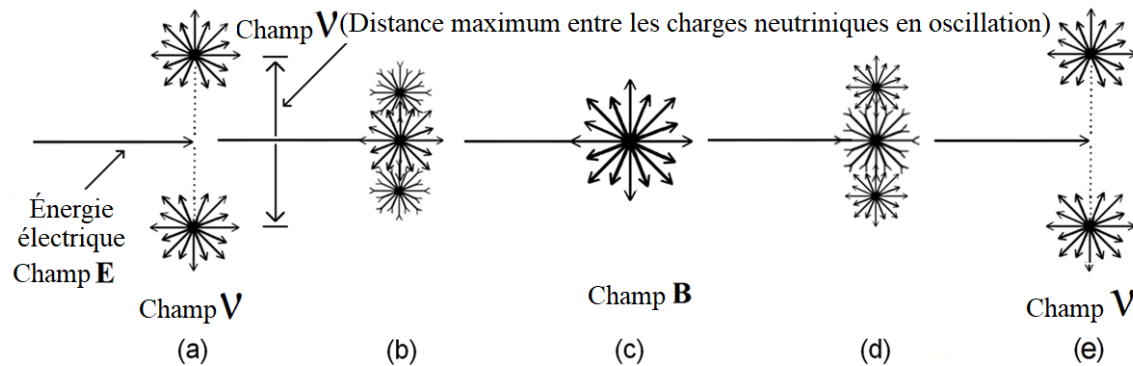 Champ V (Distance maximum entre les charges neutriniques en oscillation)
Énergie
électrique
Champ E
Champ V
Champ B
Champ V
(a)
(b)
(c)
(d)
(e)